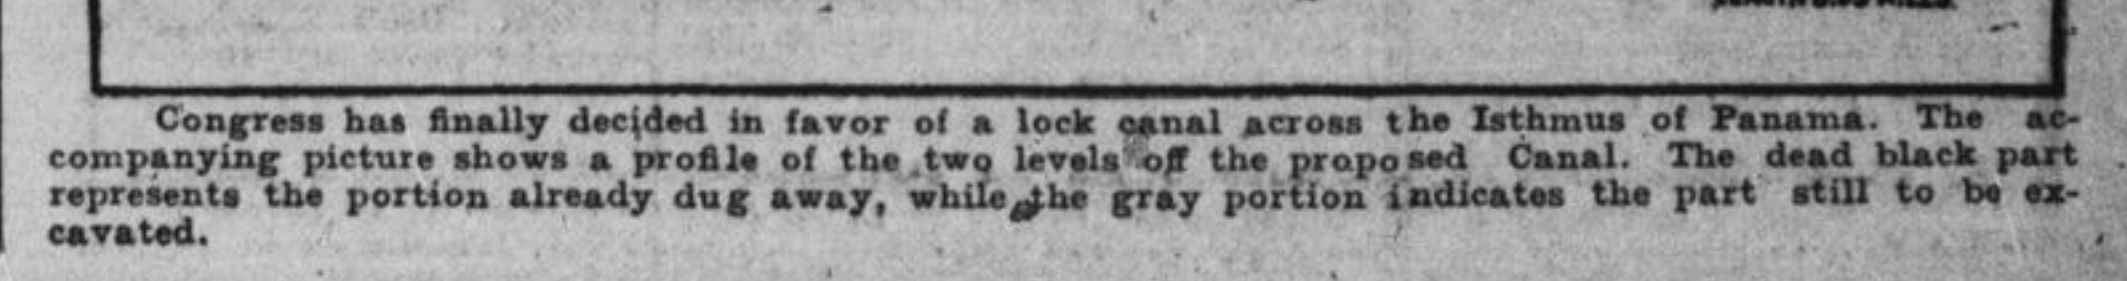 Congress has finally decided in favor of a lock canal across the Isthmus of Panama. The ac-
companying picture shows a profile of the two levels off the proposed Canal. The dead black part
represents the portion already dug away, while the gray portion indicates the part still to be ex-
cavated.